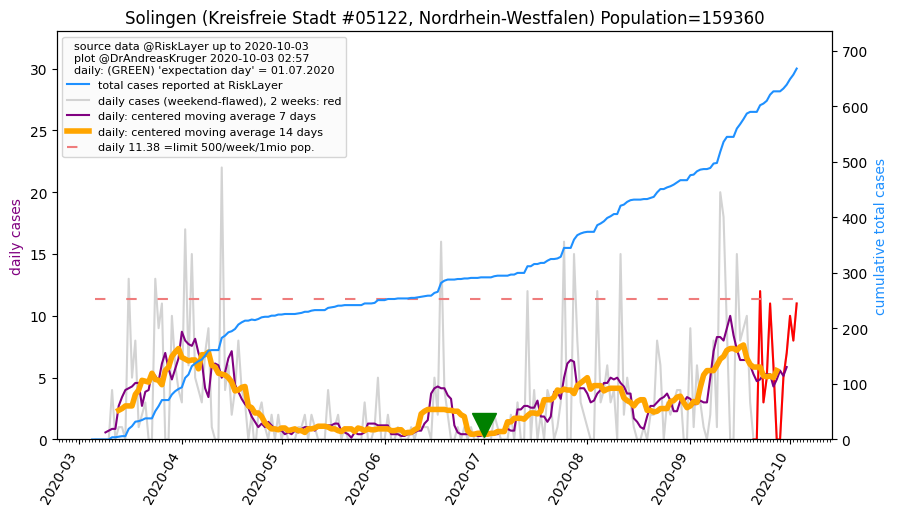 Solingen (Kreisfreie Stadt #05122, Nordrhein-Westfalen) Population=159360
source data @RiskLayer up to 2020-10-03
plot @DrAndreasKruger 2020-10-03 02:57
daily: (GREEN) 'expectation day' = 01.07.2020
total cases reported at RiskLayer
daily cases (weekend-flawed), 2 weeks: red
daily: centered moving average 7 days
daily: centered moving average 14 days
daily 11.38 =limit 500/week/1mio pop.
daily cases
30
25
20
15
10
5
0
700
600
500
400
300
200
100
0
cumulative total cases
2020-03
2020-04
2020-05
2020-06
2020-07
2020-08
2020-09
2020-10